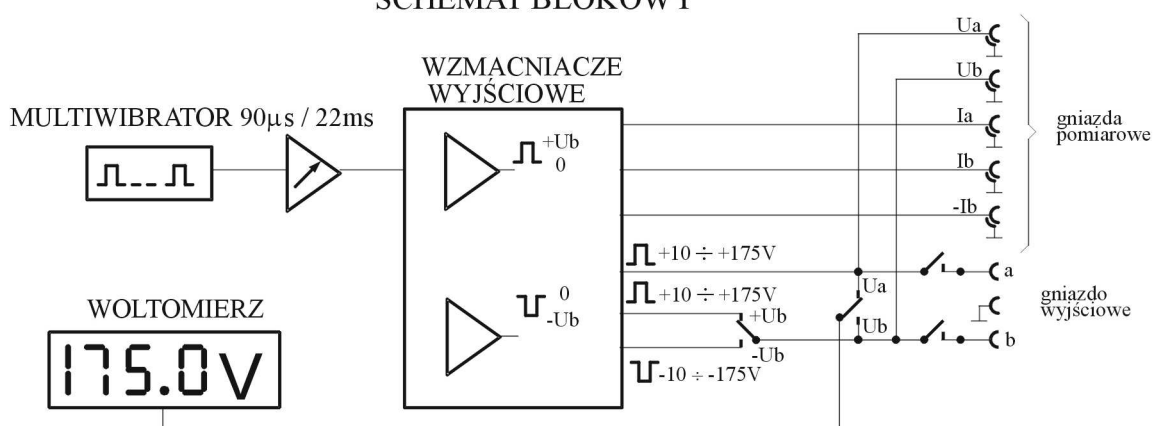 SCHEMAT BLOKOWY
WZMACNIACZE
WYJŚCIOWE
MULTIWIBRATOR 90µs / 22ms
+Ub
0
0
-Ub
WOLTOMIERZ
175.0V
+10 ÷ +175V
+10 ÷ +175V
-10 ÷ -175V
+Ub
-Ub
Ua
Ub
Ua
Ub
Ia
Ib
-Ib
gniazda
pomiarowe
a
gniazdo
wyjściowe
b